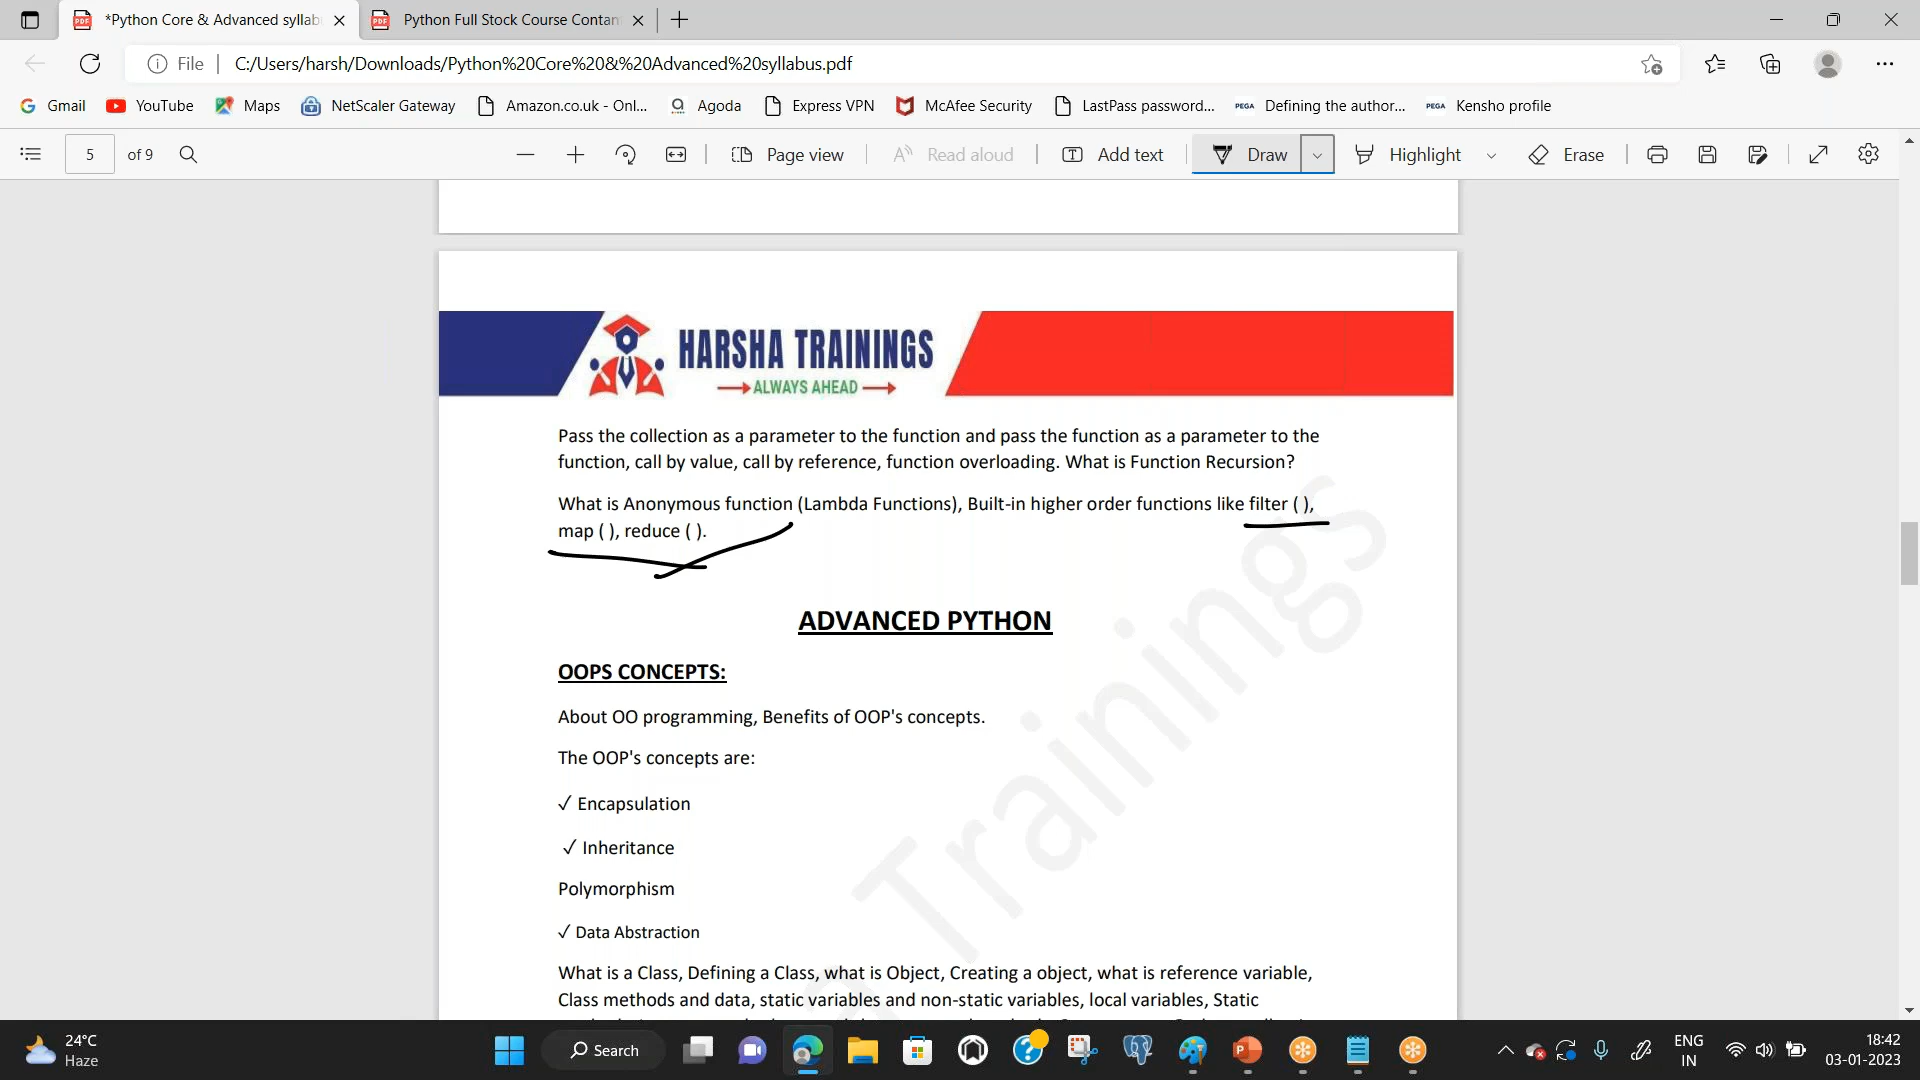 *Python Core & Advanced syllab
Python Full Stock Course Contan
File
C:/Users/harsh/Downloads/Python%20Core%20&%20Advanced%20syllabus.pdf
Gmail
YouTube
Maps
NetScaler Gateway
Amazon.co.uk - Onl...
Agoda
Express VPN
McAfee Security
LastPass password...
PEGA Defining the author...
PEGA Kensho profile
5 of 9
Page view
Read aloud
Add text
Draw
Highlight
Erase
HARSHA TRAININGS
ALWAYS AHEAD
Pass the collection as a parameter to the function and pass the function as a parameter to the
function, call by value, call by reference, function overloading. What is Function Recursion?
What is Anonymous function (Lambda Functions), Built-in higher order functions like filter ( ),
map ( ), reduce ( ).
ADVANCED PYTHON
OOPS CONCEPTS:
About OO programming, Benefits of OOP's concepts.
The OOP's concepts are:
✓ Encapsulation
✓ Inheritance
Polymorphism
✓ Data Abstraction
What is a Class, Defining a Class, what is Object, Creating a object, what is reference variable,
Class methods and data, static variables and non-static variables, local variables, Static
a Trainings
24°C
Haze
Search
ENG
IN
18:42
03-01-2023